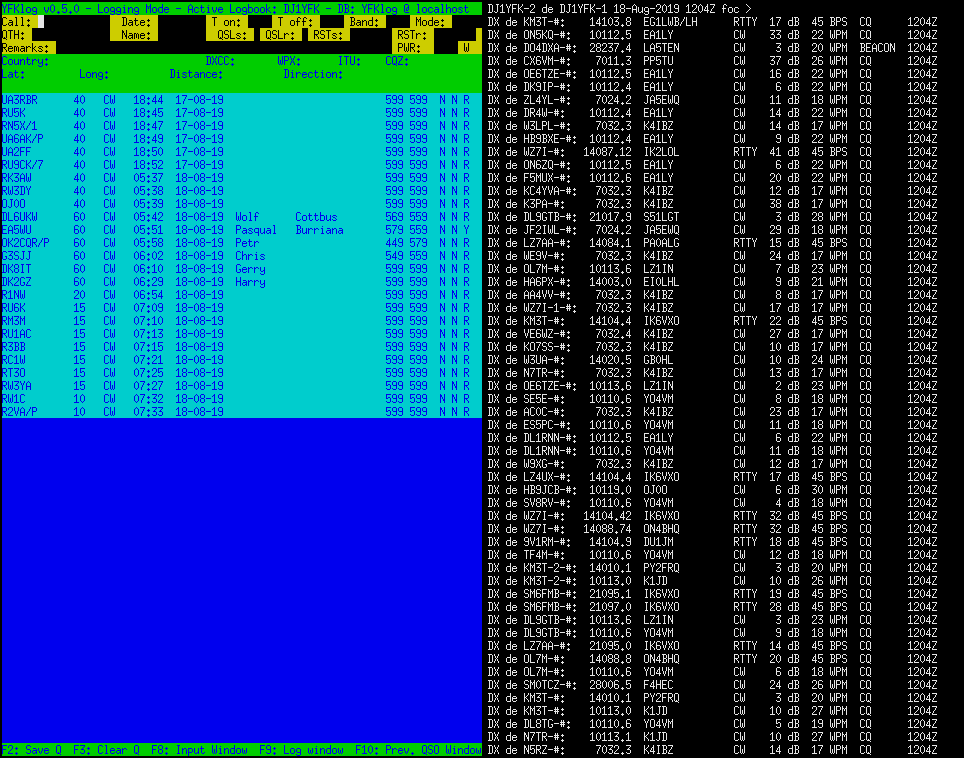 YFKlog v0.5.0 - Logging Mode - Active Logbook: DJ1YFK - DB: YFKlog @ localhost
Call: Date: T on: T off: Band: Mode:
QTH: Name: QSLs: QSLr: RSTs: RSTr:
Remarks: PWR: W
Country: DXCC: WPX: ITU: CQZ:
Lat: Long: Distance: Direction:
UA3RBR 40 CW 18:44 17-08-19 599 599 N N R
RU5K 40 CW 18:45 17-08-19 599 599 N N R
RN5X/1 40 CW 18:47 17-08-19 599 599 N N R
UA6AK/P 40 CW 18:49 17-08-19 599 599 N N R
UA2FF 40 CW 18:50 17-08-19 599 599 N N R
RU9CK/7 40 CW 18:52 17-08-19 599 599 N N R
RK3AW 40 CW 05:37 18-08-19 599 599 N N R
RW3DY 40 CW 05:38 18-08-19 599 599 N N R
OJ0O 40 CW 05:39 18-08-19 599 599 N N R
DL6UKW 60 CW 05:42 18-08-19 Wolf Cottbus 569 559 N N R
EA5WU 60 CW 05:51 18-08-19 Pasqual Burriana 579 559 N N Y
OK2CQR/P 60 CW 05:58 18-08-19 Petr 449 579 N N R
G3SJJ 60 CW 06:02 18-08-19 Chris 549 559 N N R
DK8IT 60 CW 06:10 18-08-19 Gerry 599 599 N N R
DK2GZ 60 CW 06:29 18-08-19 Harry 599 599 N N R
R1NW 20 CW 06:54 18-08-19 599 599 N N R
RU6K 15 CW 07:09 18-08-19 599 599 N N R
RM3M 15 CW 07:10 18-08-19 599 599 N N R
RU1AC 15 CW 07:13 18-08-19 599 599 N N R
R3BB 15 CW 07:15 18-08-19 599 599 N N R
RC1W 15 CW 07:21 18-08-19 599 599 N N R
RT3O 15 CW 07:25 18-08-19 599 599 N N R
RW3YA 15 CW 07:27 18-08-19 599 599 N N R
RW1C 10 CW 07:32 18-08-19 599 599 N N R
R2VA/P 10 CW 07:33 18-08-19 599 599 N N R
F2: Save Q F3: Clear Q F8: Input Window F9: Log window F10: Prev. QSO Window
DJ1YFK-2 de DJ1YFK-1 18-Aug-2019 1204Z foc >
DX de KM3T-#: 14103.8 EG1LWB/LH RTTY 17 dB 45 BPS CQ 1204Z
DX de ON5KQ-#: 10112.5 EA1LY CW 33 dB 22 WPM CQ 1204Z
DX de DO4DXA-#: 28237.4 LA5TEN CW 3 dB 20 WPM BEACON 1204Z
DX de CX6VM-#: 7011.3 PP5TU CW 37 dB 26 WPM CQ 1204Z
DX de OE6TZE-#: 10112.5 EA1LY CW 16 dB 22 WPM CQ 1204Z
DX de DK9IP-#: 10112.4 EA1LY CW 6 dB 22 WPM CQ 1204Z
DX de ZL4YL-#: 7024.2 JA5EWQ CW 11 dB 18 WPM CQ 1204Z
DX de DR4W-#: 10112.4 EA1LY CW 14 dB 22 WPM CQ 1204Z
DX de W3LPL-#: 7032.3 K4IBZ CW 14 dB 17 WPM CQ 1204Z
DX de HB9BXE-#: 10112.4 EA1LY CW 9 dB 22 WPM CQ 1204Z
DX de WZ7I-#: 14087.12 IK2LOL RTTY 41 dB 45 BPS CQ 1204Z
DX de ON6ZQ-#: 10112.5 EA1LY CW 6 dB 22 WPM CQ 1204Z
DX de F5MUX-#: 10112.6 EA1LY CW 20 dB 22 WPM CQ 1204Z
DX de KC4YVA-#: 7032.3 K4IBZ CW 12 dB 17 WPM CQ 1204Z
DX de K3PA-#: 7032.3 K4IBZ CW 38 dB 17 WPM CQ 1204Z
DX de DL9GTB-#: 21017.9 S51LGT CW 3 dB 28 WPM CQ 1204Z
DX de JF2IWL-#: 7024.2 JA5EWQ CW 29 dB 18 WPM CQ 1204Z
DX de LZ7AA-#: 14084.1 PA0ALG RTTY 15 dB 45 BPS CQ 1204Z
DX de WE9V-#: 7032.3 K4IBZ CW 24 dB 17 WPM CQ 1204Z
DX de OL7M-#: 10113.6 LZ1IN CW 7 dB 23 WPM CQ 1204Z
DX de HA6PX-#: 14003.0 EI0LHL CW 9 dB 21 WPM CQ 1204Z
DX de AA4VV-#: 7032.3 K4IBZ CW 8 dB 17 WPM CQ 1204Z
DX de WZ7I-1-#: 7032.3 K4IBZ CW 17 dB 17 WPM CQ 1204Z
DX de KM3T-#: 14104.4 IK6VXO RTTY 22 dB 45 BPS CQ 1204Z
DX de VE6WZ-#: 7032.4 K4IBZ CW 27 dB 17 WPM CQ 1204Z
DX de KO7SS-#: 7032.3 K4IBZ CW 10 dB 17 WPM CQ 1204Z
DX de W3UA-#: 14020.5 GB0HL CW 10 dB 24 WPM CQ 1204Z
DX de N7TR-#: 7032.3 K4IBZ CW 13 dB 17 WPM CQ 1204Z
DX de OE6TZE-#: 10113.6 LZ1IN CW 2 dB 23 WPM CQ 1204Z
DX de SE5E-#: 10110.6 YO4VM CW 8 dB 18 WPM CQ 1204Z
DX de AC0C-#: 7032.3 K4IBZ CW 23 dB 17 WPM CQ 1204Z
DX de ES5PC-#: 10110.6 YO4VM CW 11 dB 18 WPM CQ 1204Z
DX de DL1RNN-#: 10112.5 EA1LY CW 6 dB 22 WPM CQ 1204Z
DX de DL1RNN-#: 10110.6 YO4VM CW 11 dB 18 WPM CQ 1204Z
DX de W9XG-#: 7032.3 K4IBZ CW 12 dB 17 WPM CQ 1204Z
DX de LZ4UX-#: 14104.4 IK6VXO RTTY 17 dB 45 BPS CQ 1204Z
DX de HB9JCB-#: 10119.0 OJ0O CW 6 dB 30 WPM CQ 1204Z
DX de SV8RV-#: 10110.6 YO4VM CW 4 dB 18 WPM CQ 1204Z
DX de WZ7I-#: 14104.42 IK6VXO RTTY 32 dB 45 BPS CQ 1204Z
DX de WZ7I-#: 14088.74 ON4BHQ RTTY 32 dB 45 BPS CQ 1204Z
DX de 9V1RM-#: 14104.9 DU1JM RTTY 18 dB 45 BPS CQ 1204Z
DX de TF4M-#: 10110.6 YO4VM CW 12 dB 18 WPM CQ 1204Z
DX de KM3T-2-#: 14010.1 PY2FRQ CW 3 dB 20 WPM CQ 1204Z
DX de KM3T-2-#: 10113.0 K1JD CW 10 dB 26 WPM CQ 1204Z
DX de SM6FMB-#: 21095.1 IK6VXO RTTY 19 dB 45 BPS CQ 1204Z
DX de SM6FMB-#: 21097.0 IK6VXO RTTY 28 dB 45 BPS CQ 1204Z
DX de DL9GTB-#: 10113.6 LZ1IN CW 3 dB 23 WPM CQ 1204Z
DX de DL9GTB-#: 10110.6 YO4VM CW 9 dB 18 WPM CQ 1204Z
DX de LZ7AA-#: 21095.0 IK6VXO RTTY 14 dB 45 BPS CQ 1204Z
DX de OL7M-#: 14088.8 ON4BHQ RTTY 20 dB 45 BPS CQ 1204Z
DX de OL7M-#: 10110.6 YO4VM CW 6 dB 18 WPM CQ 1204Z
DX de SM0TCZ-#: 28006.5 F4HEC CW 24 dB 26 WPM CQ 1204Z
DX de KM3T-#: 14010.1 PY2FRQ CW 3 dB 20 WPM CQ 1204Z
DX de KM3T-#: 10113.0 K1JD CW 10 dB 27 WPM CQ 1204Z
DX de DL8TG-#: 10110.6 YO4VM CW 5 dB 19 WPM CQ 1204Z
DX de N7TR-#: 10113.1 K1JD CW 10 dB 27 WPM CQ 1204Z
DX de N5RZ-#: 7032.3 K4IBZ CW 14 dB 17 WPM CQ 1204Z